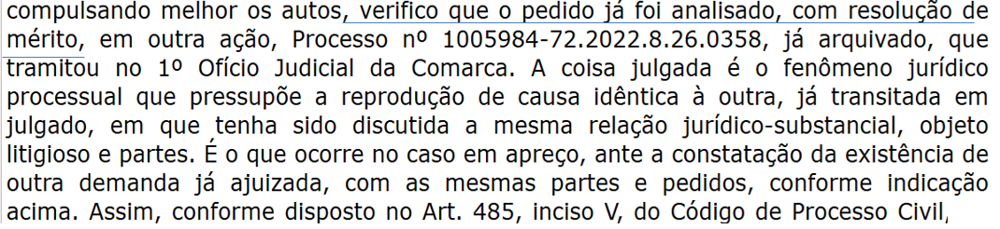 compulsando melhor os autos, verifico que o pedido já foi analisado, com resolução de
mérito, em outra ação, Processo nº 1005984-72.2022.8.26.0358, já arquivado, que
tramitou no 1º Ofício Judicial da Comarca. A coisa julgada é o fenômeno jurídico
processual que pressupõe a reprodução de causa idêntica à outra, já transitada em
julgado, em que tenha sido discutida a mesma relação jurídico-substancial, objeto
litigioso e partes. É o que ocorre no caso em apreço, ante a constatação da existência de
outra demanda já ajuizada, com as mesmas partes e pedidos, conforme indicação
acima. Assim, conforme disposto no Art. 485, inciso V, do Código de Processo Civil,